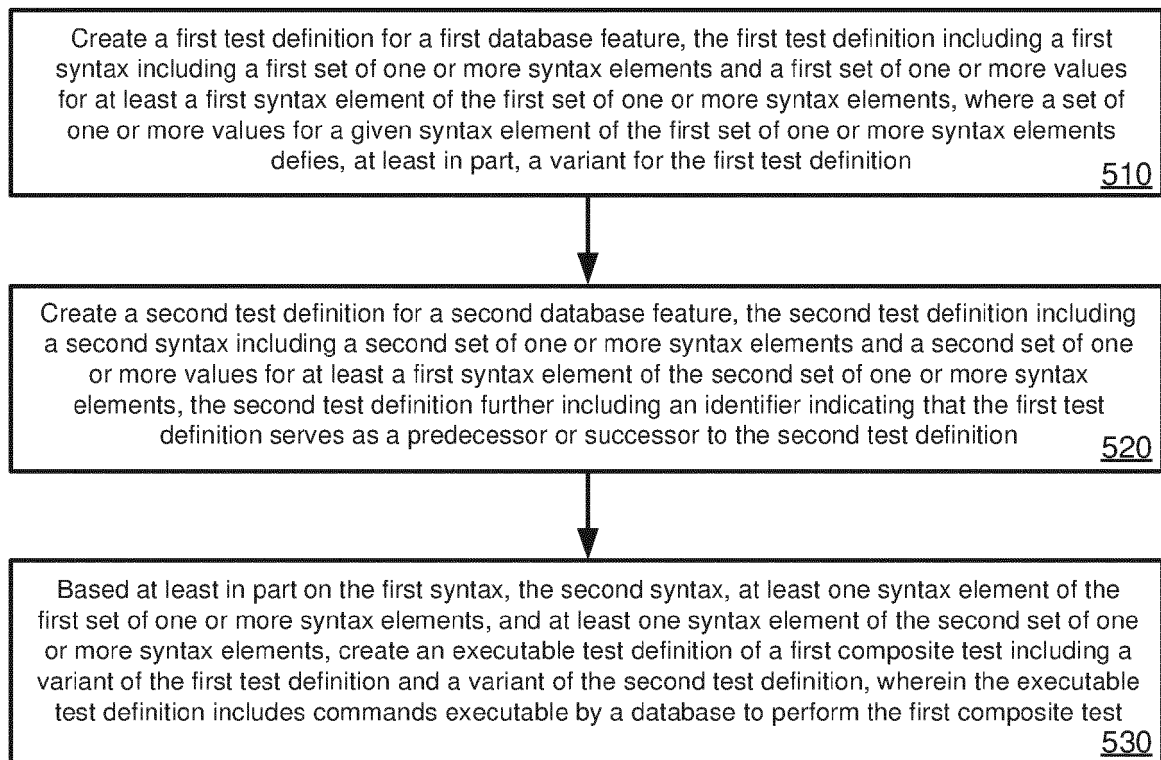 Create a first test definition for a first database feature, the first test definition including a first
syntax including a first set of one or more syntax elements and a first set of one or more values
for at least a first syntax element of the first set of one or more syntax elements, where a set of
one or more values for a given syntax element of the first set of one or more syntax elements
defies, at least in part, a variant for the first test definition
510
Create a second test definition for a second database feature, the second test definition including
a second syntax including a second set of one or more syntax elements and a second set of one
or more values for at least a first syntax element of the second set of one or more syntax
elements, the second test definition further including an identifier indicating that the first test
definition serves as a predecessor or successor to the second test definition
520
Based at least in part on the first syntax, the second syntax, at least one syntax element of the
first set of one or more syntax elements, and at least one syntax element of the second set of one
or more syntax elements, create an executable test definition of a first composite test including a
variant of the first test definition and a variant of the second test definition, wherein the executable
test definition includes commands executable by a database to perform the first composite test
530